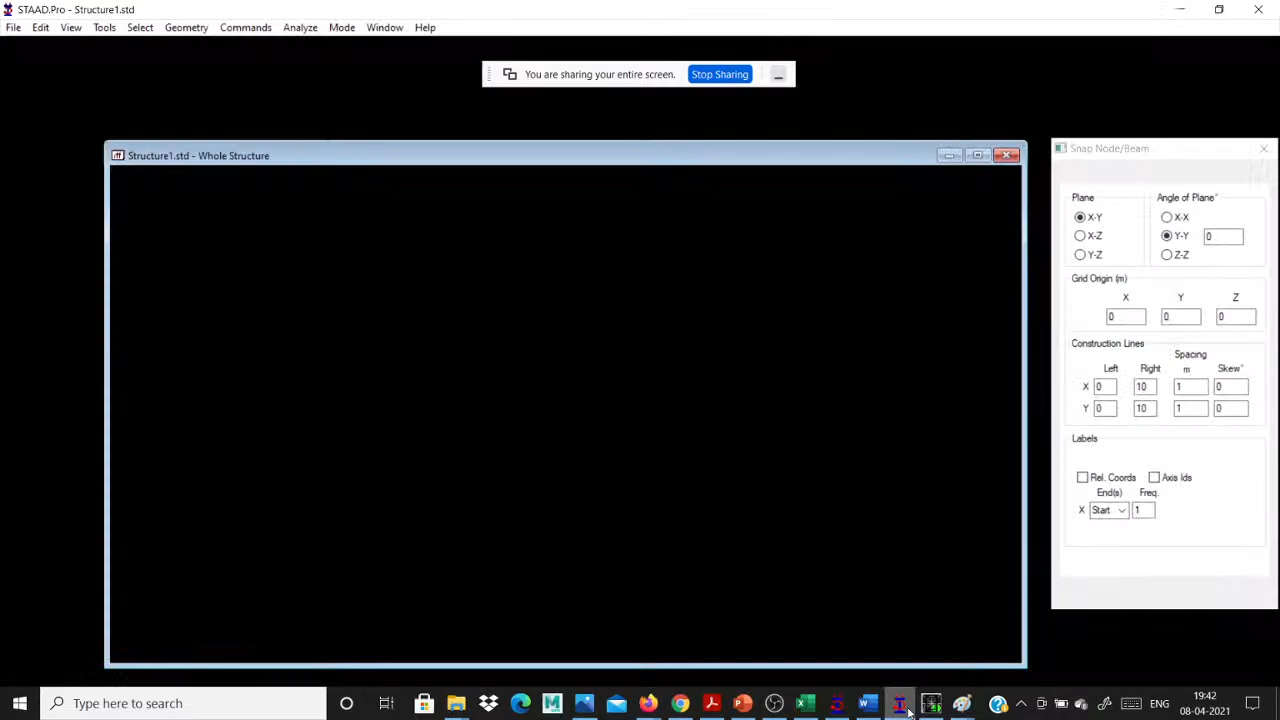 STAAD.Pro - Structure1.std
File Edit View Tools Select Geometry Commands Analyze Mode Window Help
You are sharing your entire screen. Stop Sharing
Structure1.std - Whole Structure
Snap Node/Beam
Plane Angle of Plane°
X-Y X-X
X-Z Y-Y 0
Y-Z Z-Z
Grid Origin (m)
X Y Z
0 0 0
Construction Lines
Spacing
Left Right m Skew°
X 0 10 1 0
Y 0 10 1 0
Labels
Rel. Coords Axis Ids
End(s) Freq.
X Start 1
Type here to search
ENG
19:42
08-04-2021